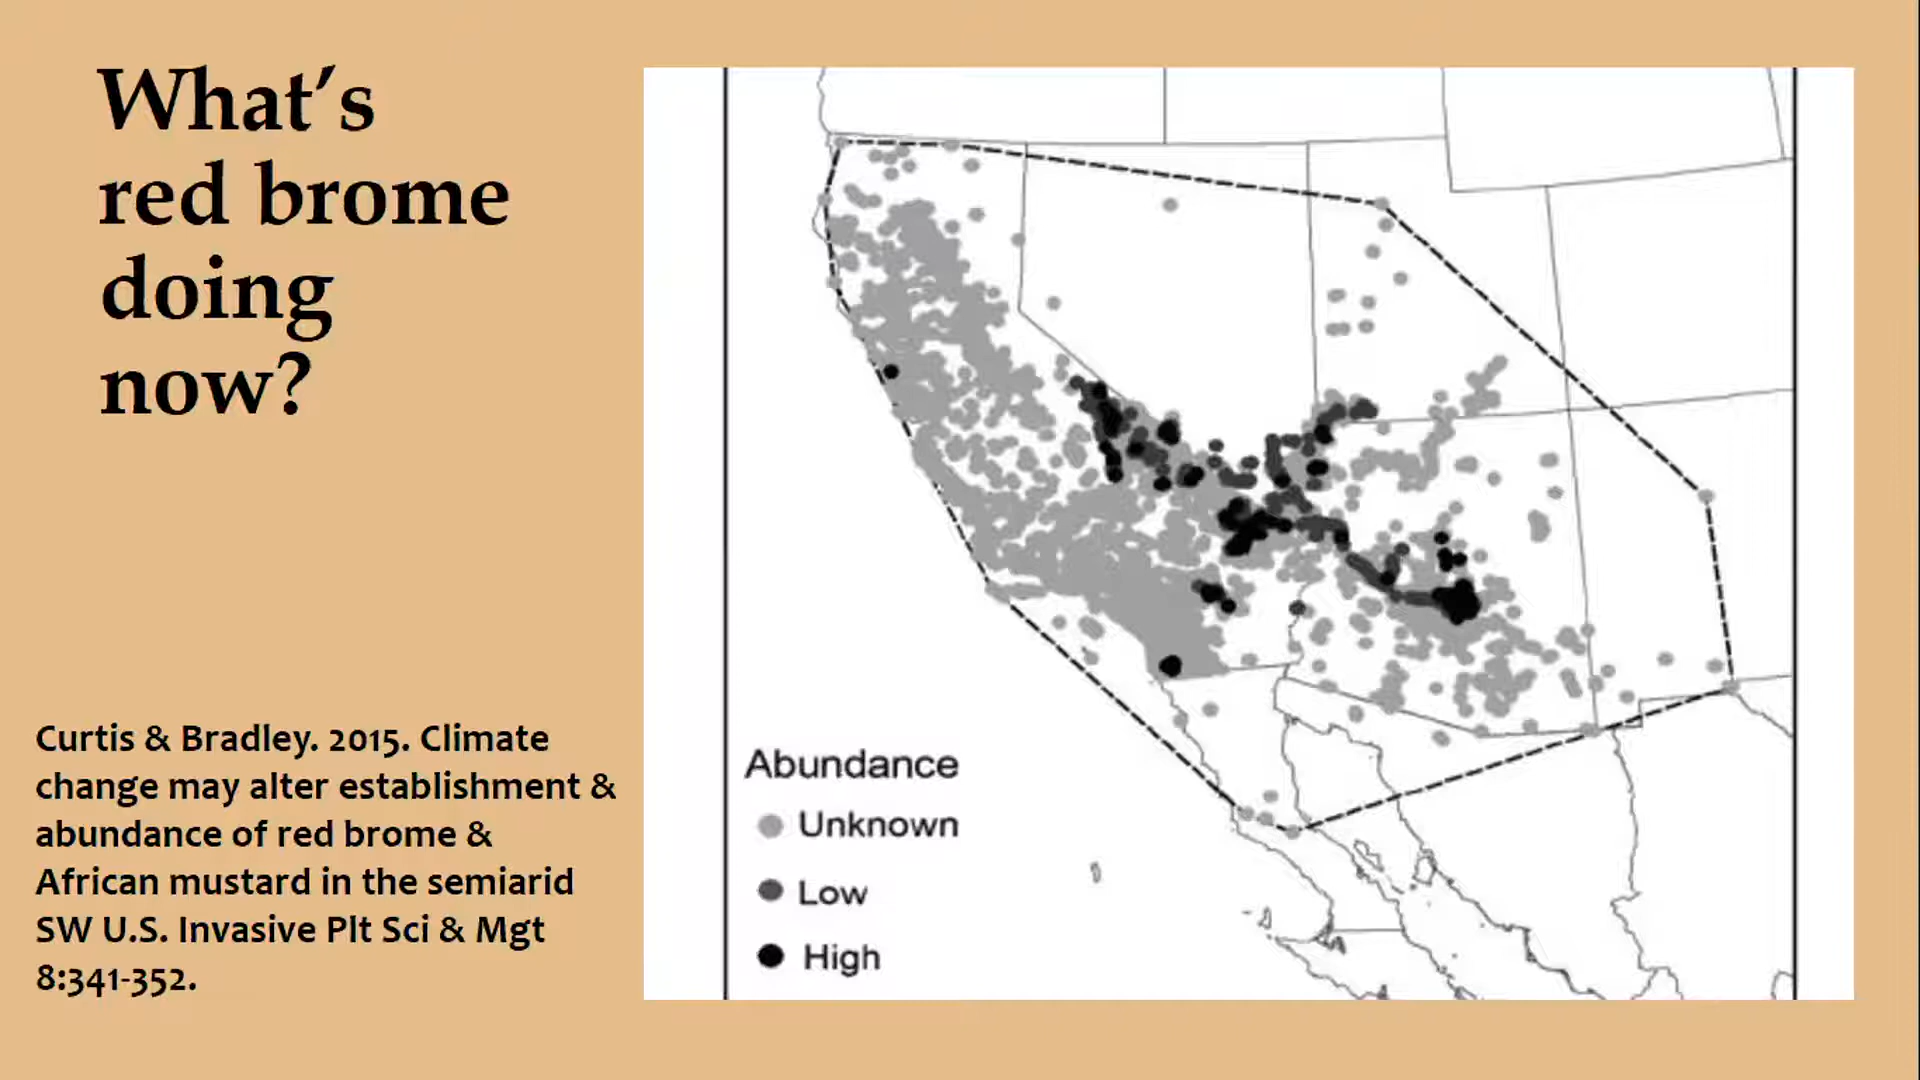 What’s
red brome
doing
now?
Curtis & Bradley. 2015. Climate
change may alter establishment &
abundance of red brome &
African mustard in the semiarid
SW U.S. Invasive Plt Sci & Mgt
8:341-352.
Abundance
Unknown
Low
High